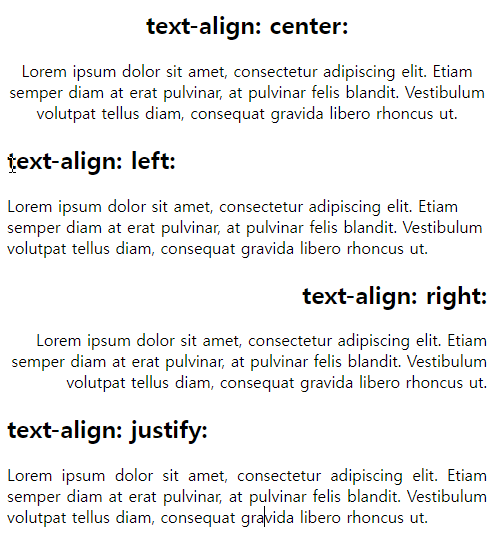 text-align: center:
Lorem ipsum dolor sit amet, consectetur adipiscing elit. Etiam
semper diam at erat pulvinar, at pulvinar felis blandit. Vestibulum
volutpat tellus diam, consequat gravida libero rhoncus ut.
text-align: left:
Lorem ipsum dolor sit amet, consectetur adipiscing elit. Etiam
semper diam at erat pulvinar, at pulvinar felis blandit. Vestibulum
volutpat tellus diam, consequat gravida libero rhoncus ut.
text-align: right:
Lorem ipsum dolor sit amet, consectetur adipiscing elit. Etiam
semper diam at erat pulvinar, at pulvinar felis blandit. Vestibulum
volutpat tellus diam, consequat gravida libero rhoncus ut.
text-align: justify:
Lorem ipsum dolor sit amet, consectetur adipiscing elit. Etiam
semper diam at erat pulvinar, at pulvinar felis blandit. Vestibulum
volutpat tellus diam, consequat gravida libero rhoncus ut.